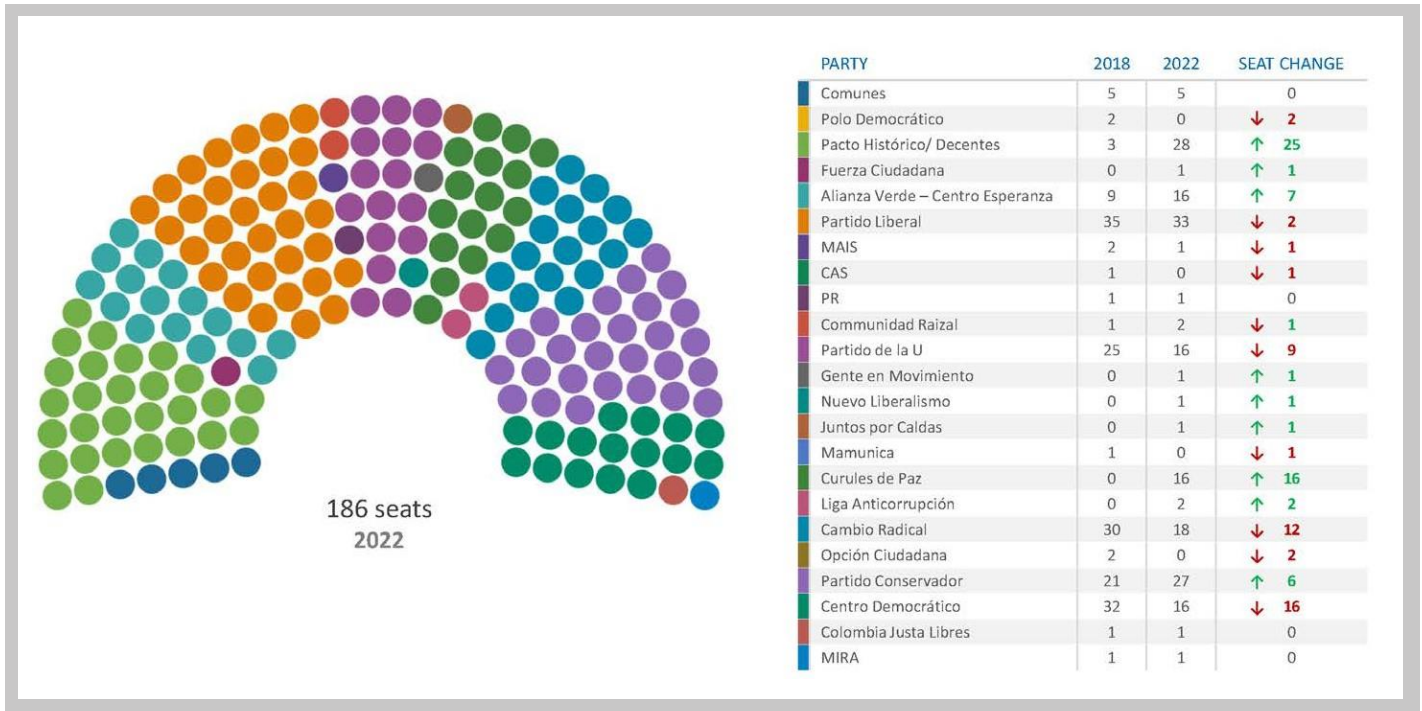 186 seats
2022
PARTY 2018 2022 SEAT CHANGE
Comunes 5 5 0
Polo Democrático 2 0 ↓ 2
Pacto Histórico/ Decentes 3 28 ↑ 25
Fuerza Ciudadana 0 1 ↑ 1
Alianza Verde – Centro Esperanza 9 16 ↑ 7
Partido Liberal 35 33 ↓ 2
MAIS 2 1 ↓ 1
CAS 1 0 ↓ 1
PR 1 1 0
Communidad Raizal 1 2 ↓ 1
Partido de la U 25 16 ↓ 9
Gente en Movimiento 0 1 ↑ 1
Nuevo Liberalismo 0 1 ↑ 1
Juntos por Caldas 0 1 ↑ 1
Mamunica 1 0 ↓ 1
Curules de Paz 0 16 ↑ 16
Liga Anticorrupción 0 2 ↑ 2
Cambio Radical 30 18 ↓ 12
Opción Ciudadana 2 0 ↓ 2
Partido Conservador 21 27 ↑ 6
Centro Democrático 32 16 ↓ 16
Colombia Justa Libres 1 1 0
MIRA 1 1 0